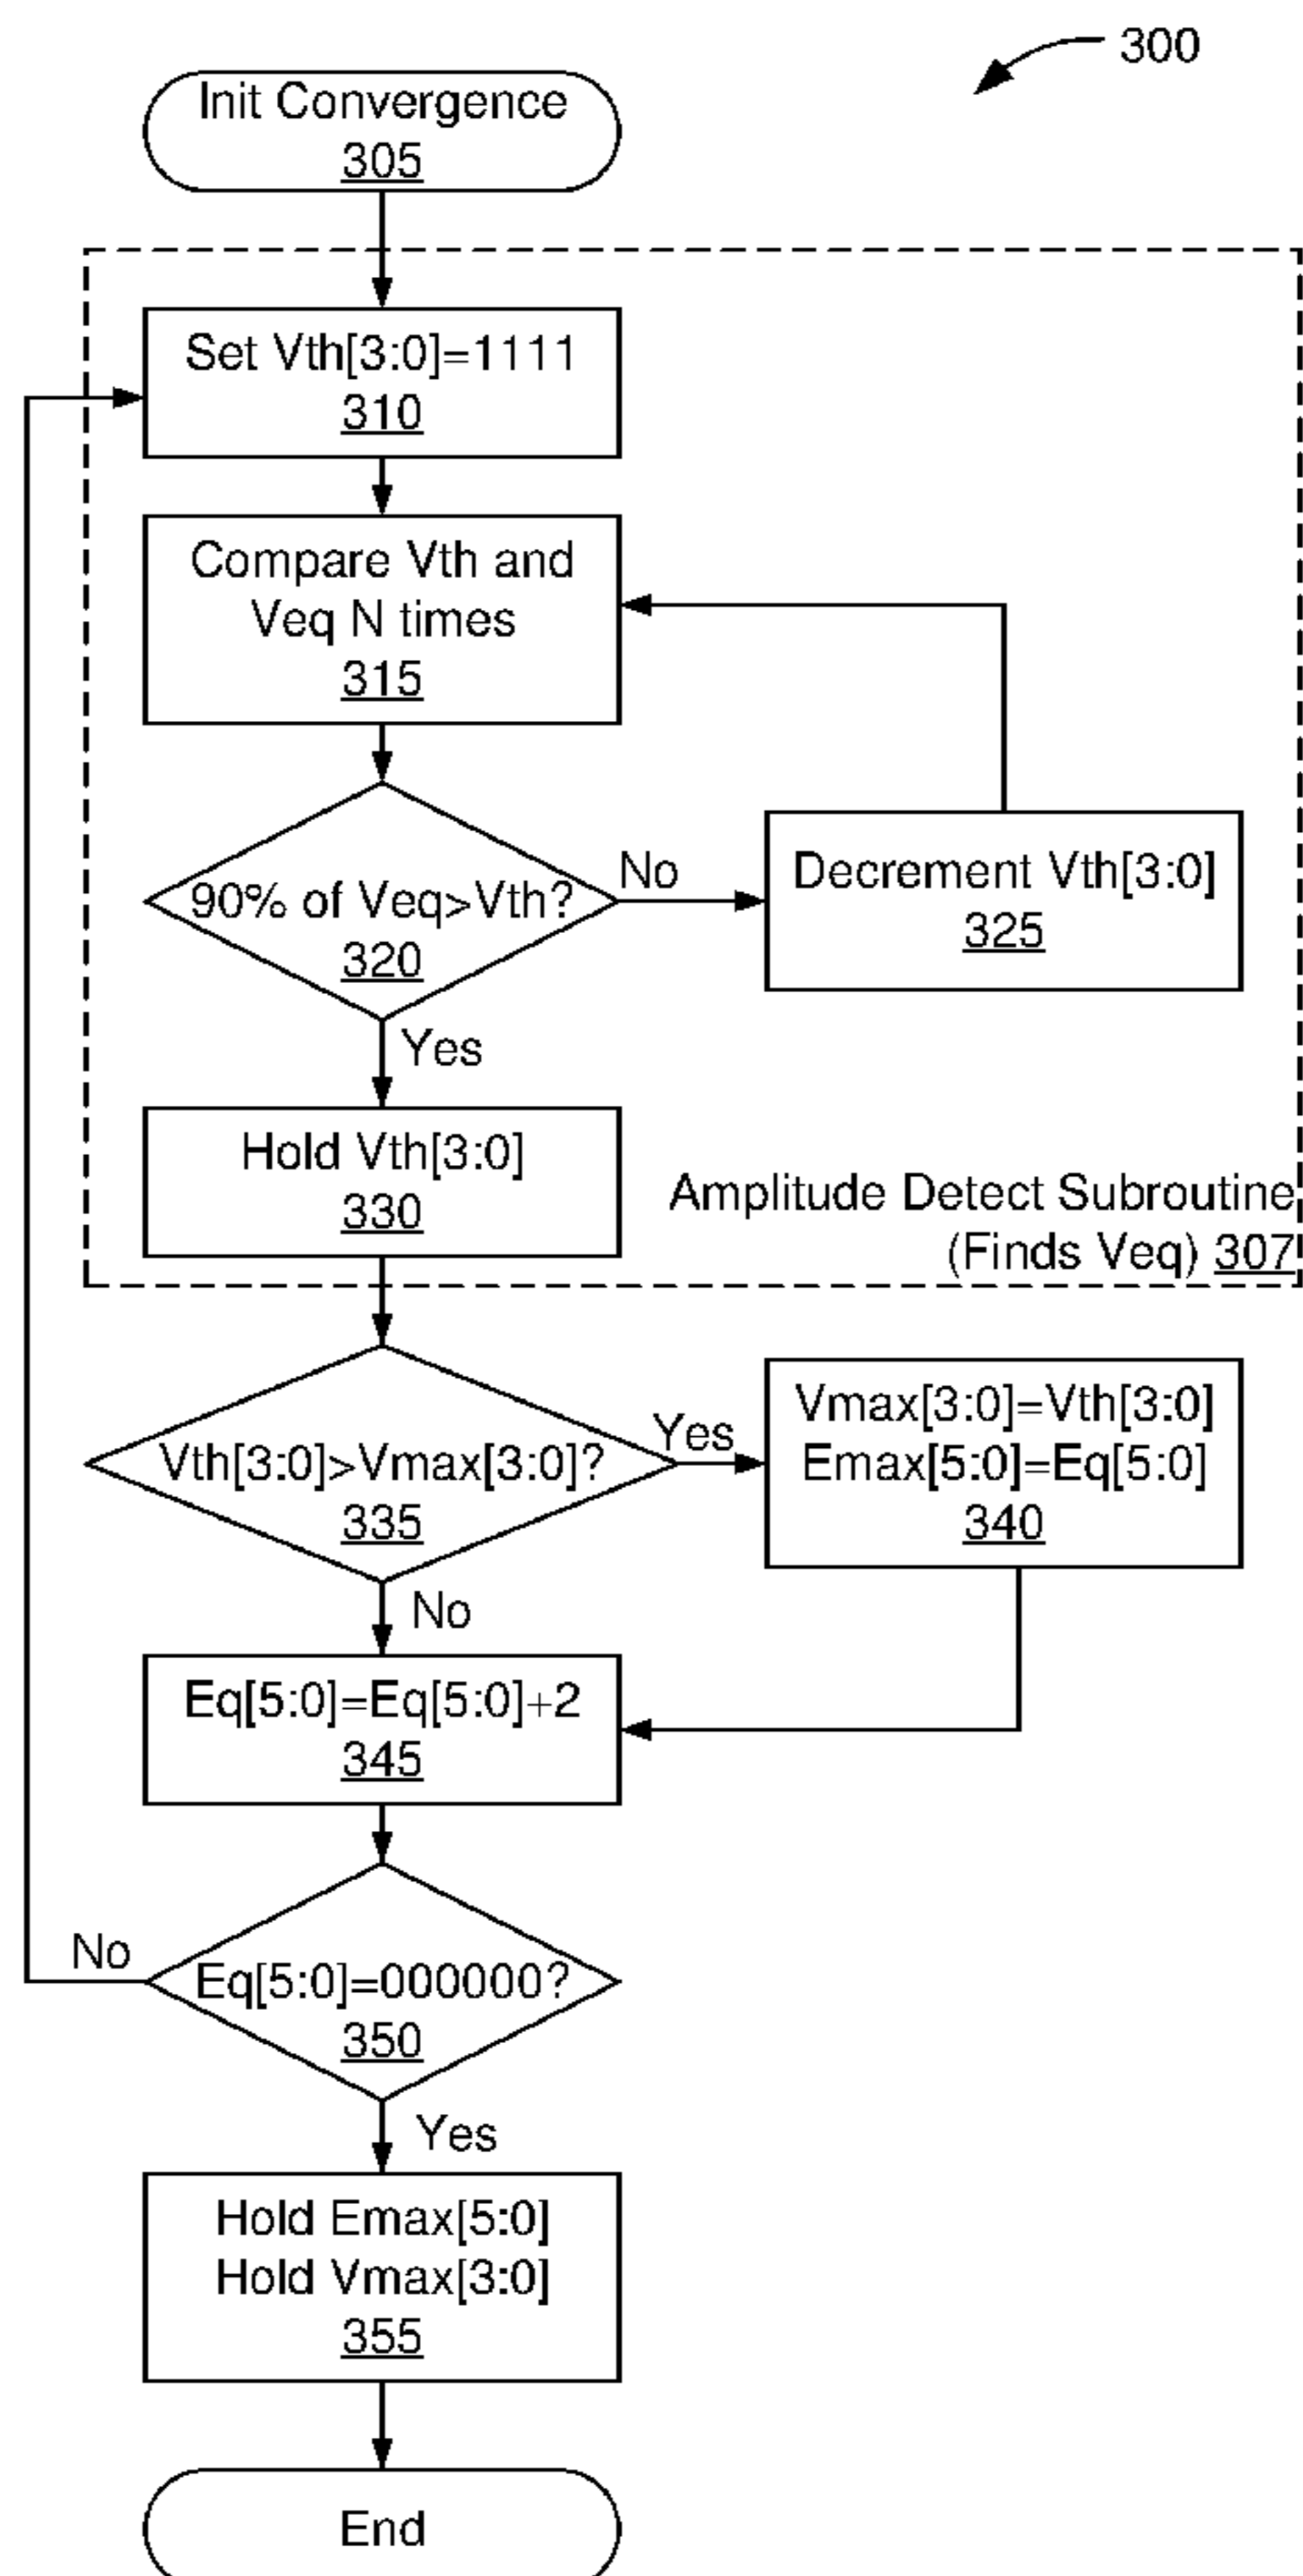 300
Init Convergence
305
Set Vth[3:0]=1111
310
Compare Vth and
Veq N times
315
90% of Veq>Vth?
320
No
Decrement Vth[3:0]
325
Yes
Hold Vth[3:0]
330
Amplitude Detect Subroutine
(Finds Veq) 307
Vth[3:0]>Vmax[3:0]?
335
Yes
Vmax[3:0]=Vth[3:0]
Emax[5:0]=Eq[5:0]
340
No
Eq[5:0]=Eq[5:0]+2
345
No
Eq[5:0]=000000?
350
Yes
Hold Emax[5:0]
Hold Vmax[3:0]
355
End